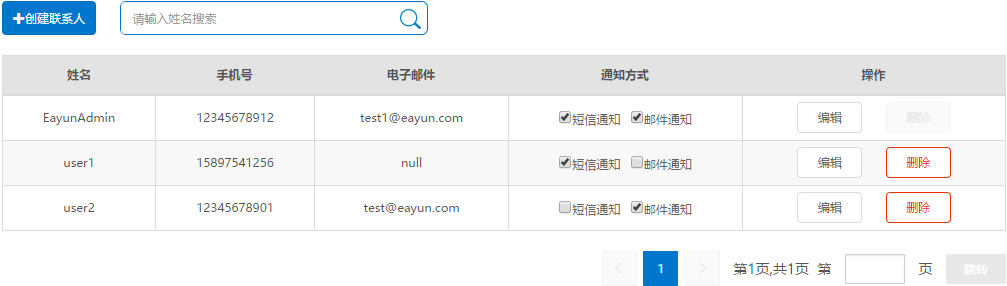 创建联系人 请输入姓名搜索
姓名 手机号 电子邮件 通知方式 操作
EayunAdmin 12345678912 test1@eayun.com 短信通知 邮件通知 编辑 删除
user1 15897541256 null 短信通知 邮件通知 编辑 删除
user2 12345678901 test@eayun.com 短信通知 邮件通知 编辑 删除
1 第1页,共1页 第 页 跳转